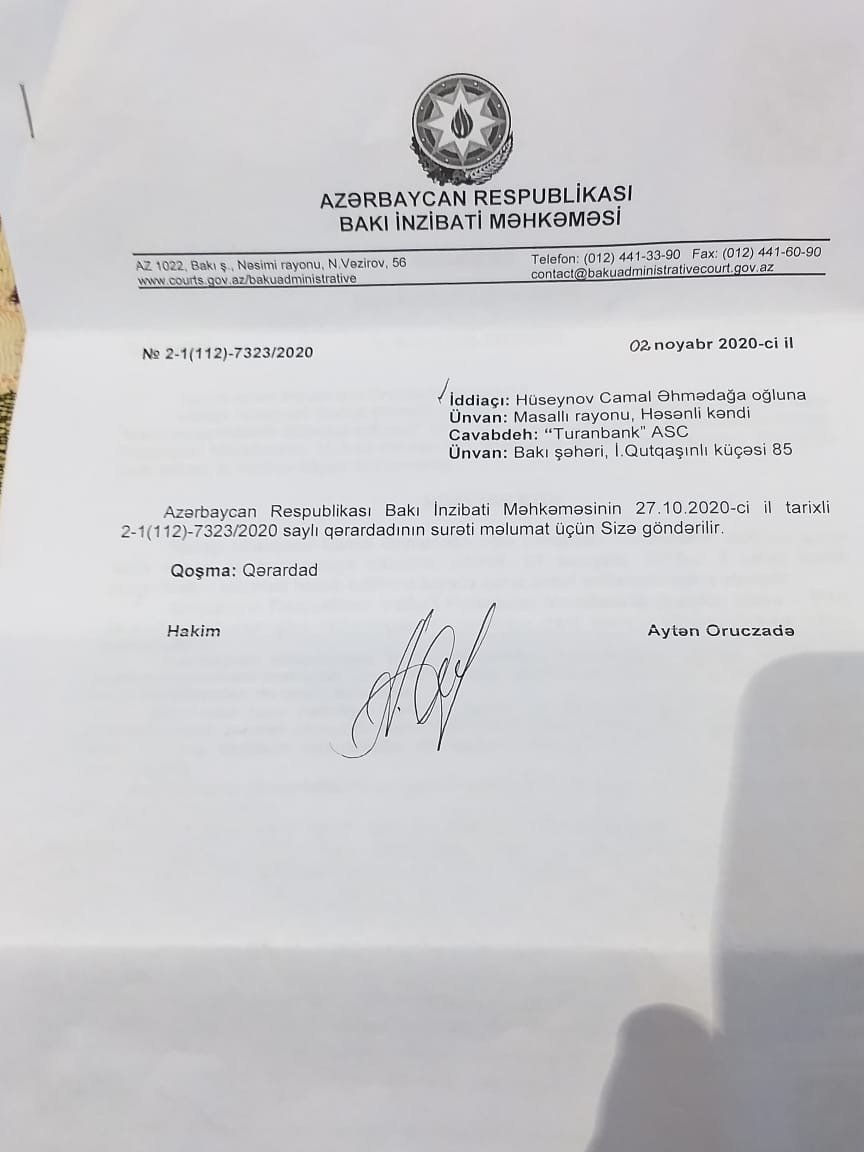 AZƏRBAYCAN RESPUBLİKASI
BAKI İNZİBATİ MƏHKƏMƏSİ
AZ 1022, Bakı ş., Nəsimi rayonu, N.Vəzirov, 56
www.courts.gov.az/bakuadministrative
Telefon: (012) 441-33-90 Fax: (012) 441-60-90
contact@bakuadministrativecourt.gov.az
№ 2-1(112)-7323/2020
02 noyabr 2020-ci il
İddiaçı: Hüseynov Camal Əhmədağa oğluna
Ünvan: Masallı rayonu, Həsənli kəndi
Cavabdeh: “Turanbank” ASC
Ünvan: Bakı şəhəri, İ.Qutqaşınlı küçəsi 85
Azərbaycan Respublikası Bakı İnzibati Məhkəməsinin 27.10.2020-ci il tarixli
2-1(112)-7323/2020 saylı qərardadının surəti məlumat üçün Sizə göndərilir.
Qoşma: Qərardad
Hakim
Aytən Oruczadə